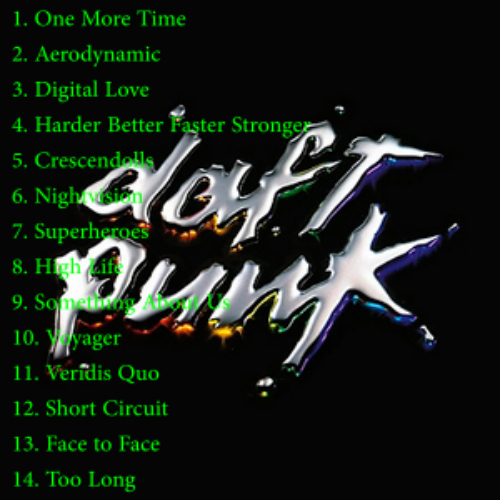 1. One More Time
2. Aerodynamic
3. Digital Love
4. Harder Better Faster Stronger
5. Crescendolls
6. Nightvision
7. Superheroes
8. High Life
9. Something About Us
10. Voyager
11. Veridis Quo
12. Short Circuit
13. Face to Face
14. Too Long
daft
punk